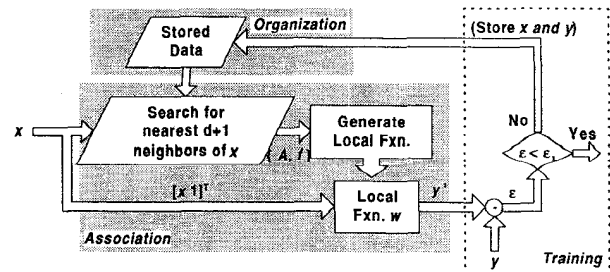 Stored
Data
Organization
(Store x and y)
Search for
nearest d+1
neighbors of x
Generate
Local Fxn.
x
No
Yes
ε < ε
[x 1]ᵀ
Local
Fxn. w
y'
ε
Association
y
Training